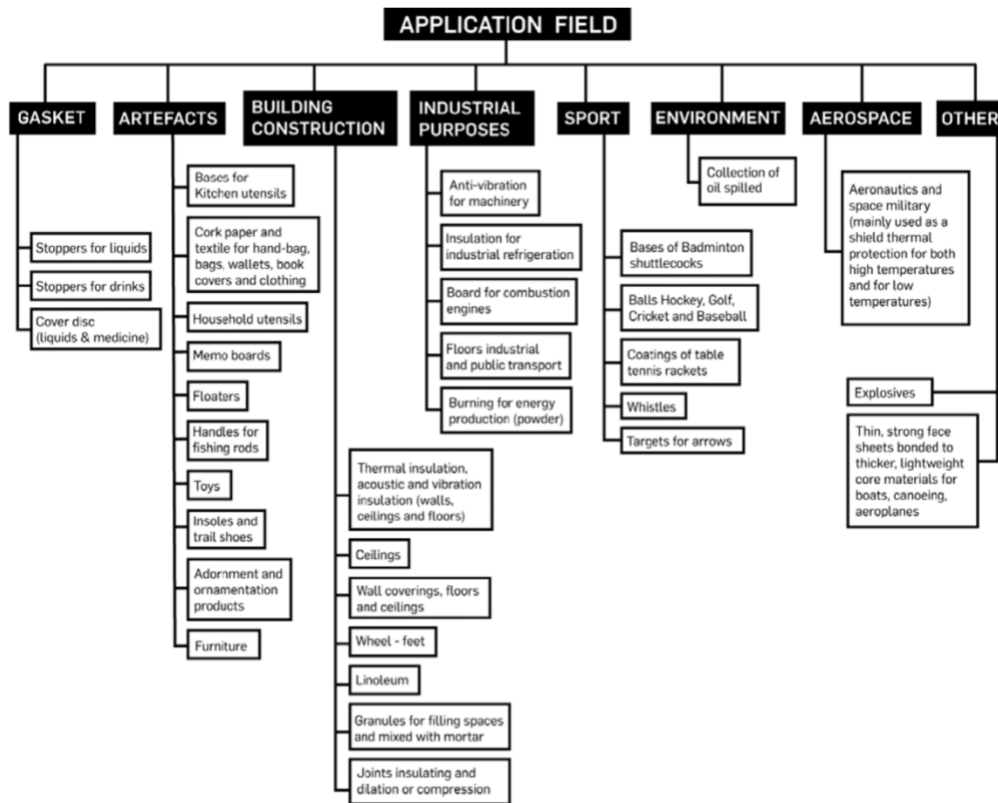 APPLICATION FIELD
GASKET
Stoppers for liquids
Stoppers for drinks
Cover disc
(liquids & medicine)
ARTEFACTS
Bases for
Kitchen utensils
Cork paper and
textile for hand-bag,
bags, wallets, book
covers and clothing
Household utensils
Memo boards
Floaters
Handles for
fishing rods
Toys
Insoles and
trail shoes
Adornment and
ornamentation
products
Furniture
BUILDING
CONSTRUCTION
Thermal insulation,
acoustic and vibration
insulation (walls,
ceilings and floors)
Ceilings
Wall coverings, floors
and ceilings
Wheel - feet
Linoleum
Granules for filling spaces
and mixed with mortar
Joints insulating and
dilation or compression
INDUSTRIAL
PURPOSES
Anti-vibration
for machinery
Insulation for
industrial refrigeration
Board for combustion
engines
Floors industrial
and public transport
Burning for energy
production (powder)
SPORT
Bases of Badminton
shuttlecocks
Balls Hockey, Golf,
Cricket and Baseball
Coatings of table
tennis rackets
Whistles
Targets for arrows
ENVIRONMENT
Collection of
oil spilled
AEROSPACE
Aeronautics and
space military
(mainly used as a
shield thermal
protection for both
high temperatures
and for low
temperatures)
OTHER
Explosives
Thin, strong face
sheets bonded to
thicker, lightweight
core materials for
boats, canoeing,
aeroplanes